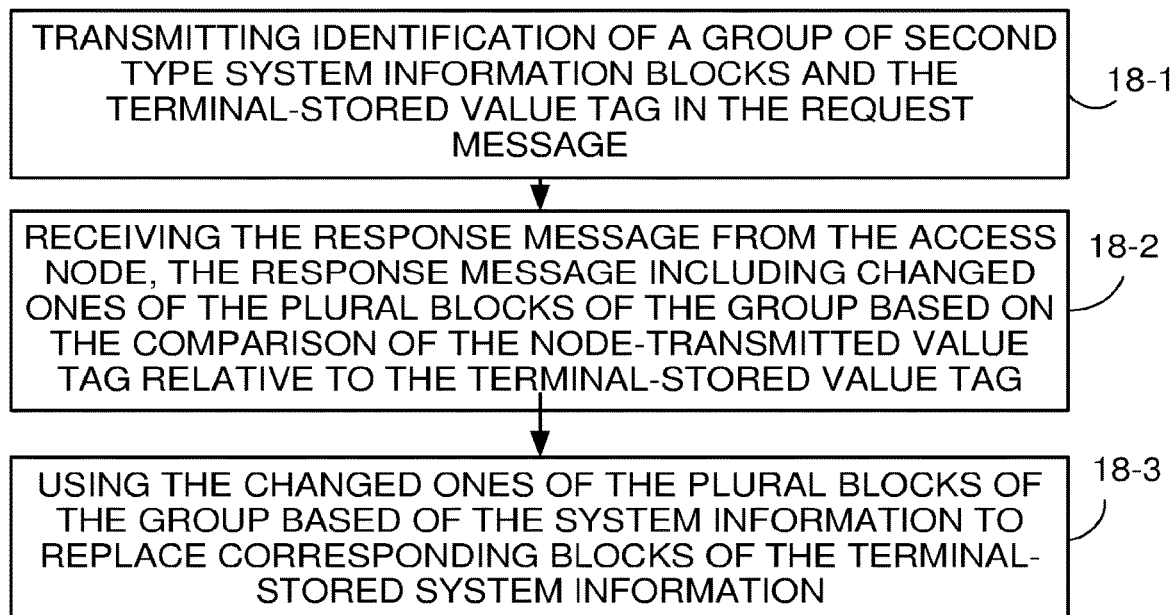 TRANSMITTING IDENTIFICATION OF A GROUP OF SECOND
TYPE SYSTEM INFORMATION BLOCKS AND THE
TERMINAL-STORED VALUE TAG IN THE REQUEST
MESSAGE
18-1
RECEIVING THE RESPONSE MESSAGE FROM THE ACCESS
NODE, THE RESPONSE MESSAGE INCLUDING CHANGED
ONES OF THE PLURAL BLOCKS OF THE GROUP BASED ON
THE COMPARISON OF THE NODE-TRANSMITTED VALUE
TAG RELATIVE TO THE TERMINAL-STORED VALUE TAG
18-2
USING THE CHANGED ONES OF THE PLURAL BLOCKS OF
THE GROUP BASED OF THE SYSTEM INFORMATION TO
REPLACE CORRESPONDING BLOCKS OF THE TERMINAL-
STORED SYSTEM INFORMATION
18-3